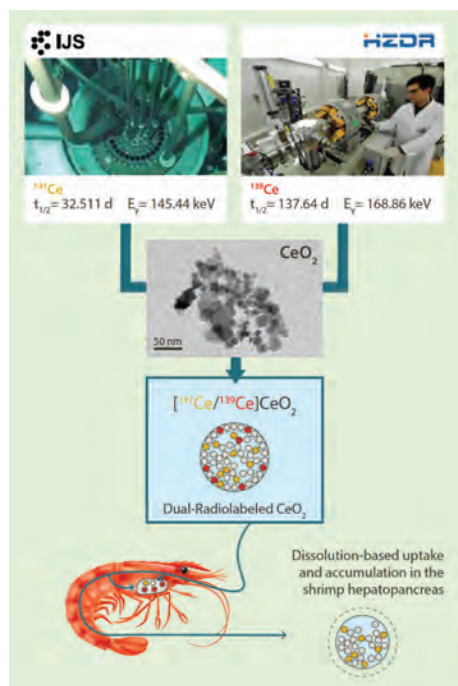 IJS
HZDR
¹⁴¹Ce
t₁/₂= 32.511 d Eᵧ= 145.44 keV
¹³⁹Ce
t₁/₂= 137.64 d Eᵧ= 168.86 keV
CeO₂
50 nm
[¹⁴¹Ce/¹³⁹Ce]CeO₂
Dual-Radiolabeled CeO₂
Dissolution-based uptake
and accumulation in the
shrimp hepatopancreas